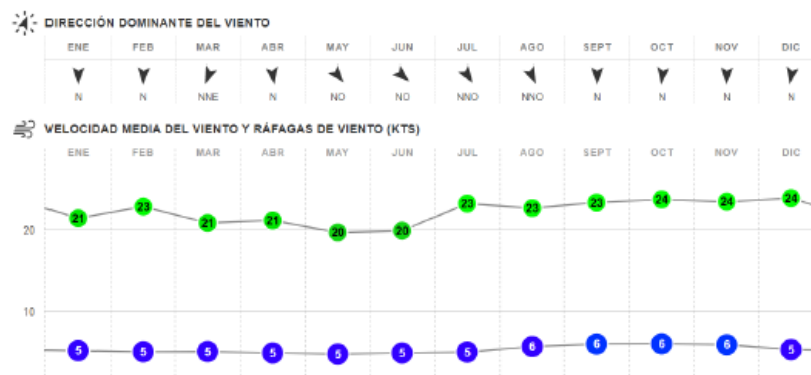 DIRECCIÓN DOMINANTE DEL VIENTO
ENE FEB MAR ABR MAY JUN JUL AGO SEPT OCT NOV DIC
N N NNE N NO NO NNO NNO N N N N
VELOCIDAD MEDIA DEL VIENTO Y RÁFAGAS DE VIENTO (KTS)
ENE FEB MAR ABR MAY JUN JUL AGO SEPT OCT NOV DIC
21 23 21 21 20 20 23 23 23 24 24 24
20
10
5 5 5 5 5 5 5 6 6 6 6 5